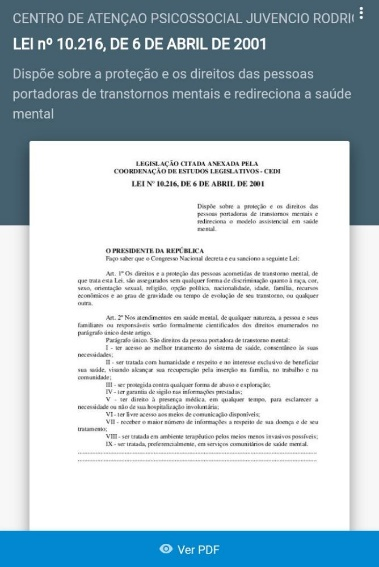 CENTRO DE ATENÇAO PSICOSSOCIAL JUVENCIO RODRI
LEI nº 10.216, DE 6 DE ABRIL DE 2001
Dispõe sobre a proteção e os direitos das pessoas
portadoras de transtornos mentais e redireciona a saúde
mental
LEGISLAÇÃO CITADA ANEXADA PELA
COORDENAÇÃO DE ESTUDOS LEGISLATIVOS - CEDI
LEI Nº 10.216, DE 6 DE ABRIL DE 2001
Dispõe sobre a proteção e os direitos das
pessoas portadoras de transtornos mentais e
redireciona o modelo assistencial em saúde
mental.
O PRESIDENTE DA REPÚBLICA
Faço saber que o Congresso Nacional decreta e eu sanciono a seguinte Lei:
Art. 1º Os direitos e a proteção das pessoas acometidas de transtorno mental, de
que trata esta Lei, são assegurados sem qualquer forma de discriminação quanto à raça, cor,
sexo, orientação sexual, religião, opção política, nacionalidade, idade, família, recursos
econômicos e ao grau de gravidade ou tempo de evolução de seu transtorno, ou qualquer
outra.
Art. 2º Nos atendimentos em saúde mental, de qualquer natureza, a pessoa e seus
familiares ou responsáveis serão formalmente cientificados dos direitos enumerados no
parágrafo único deste artigo.
Parágrafo único. São direitos da pessoa portadora de transtorno mental:
I - ter acesso ao melhor tratamento do sistema de saúde, consentâneo às suas
necessidades;
II - ser tratada com humanidade e respeito e no interesse exclusivo de beneficiar
sua saúde, visando alcançar sua recuperação pela inserção na família, no trabalho e na
comunidade;
III - ser protegida contra qualquer forma de abuso e exploração;
IV - ter garantia de sigilo nas informações prestadas;
V - ter direito à presença médica, em qualquer tempo, para esclarecer a
necessidade ou não de sua hospitalização involuntária;
VI - ter livre acesso aos meios de comunicação disponíveis;
VII - receber o maior número de informações a respeito de sua doença e de seu
tratamento;
VIII - ser tratada em ambiente terapêutico pelos meios menos invasivos possíveis;
IX - ser tratada, preferencialmente, em serviços comunitários de saúde mental.
Ver PDF